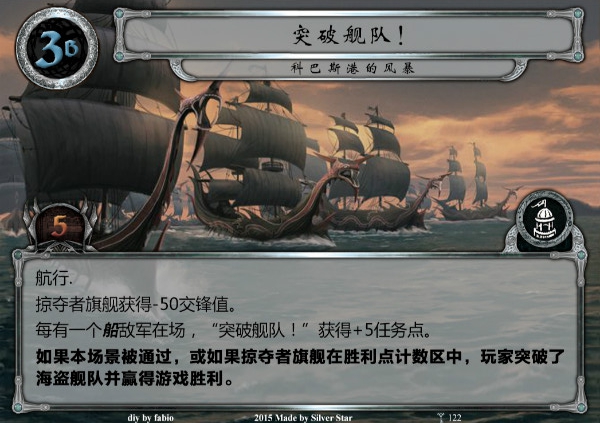 3B
突破舰队！
科巴斯港的风暴
5
航行.
掠夺者旗舰获得-50交锋值。
每有一个船敌军在场，“突破舰队！”获得+5任务点。
如果本场景被通过，或如果掠夺者旗舰在胜利点计数区中，玩家突破了
海盗舰队并赢得游戏胜利。
diy by fabio 2015 Made by Silver Star 122